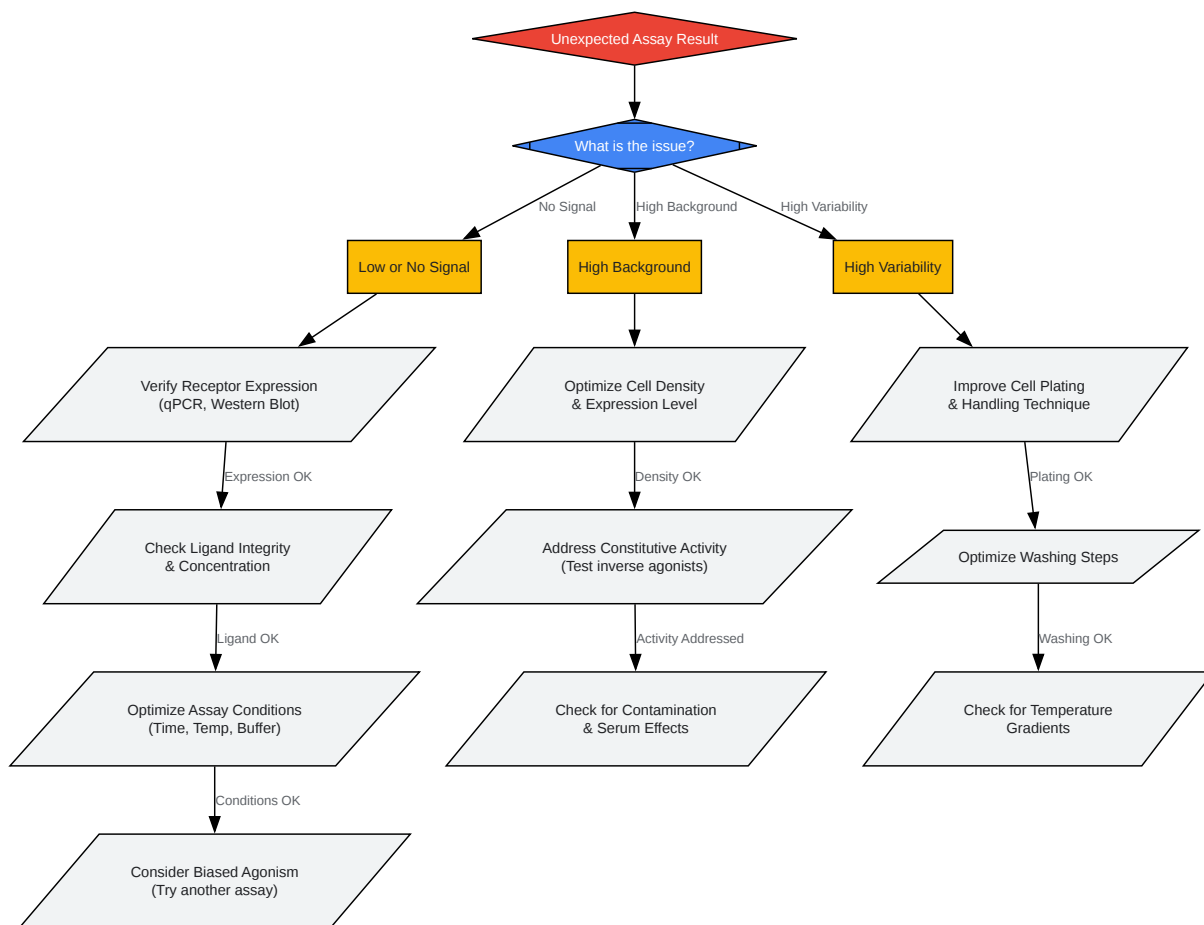 Unexpected Assay Result
What is the issue?
No Signal
High Background
High Variability
Low or No Signal
High Background
High Variability
Verify Receptor Expression
(qPCR, Western Blot)
Optimize Cell Density
& Expression Level
Improve Cell Plating
& Handling Technique
Expression OK
Density OK
Plating OK
Check Ligand Integrity
& Concentration
Address Constitutive Activity
(Test inverse agonists)
Optimize Washing Steps
Ligand OK
Activity Addressed
Washing OK
Optimize Assay Conditions
(Time, Temp, Buffer)
Check for Contamination
& Serum Effects
Check for Temperature
Gradients
Conditions OK
Consider Biased Agonism
(Try another assay)